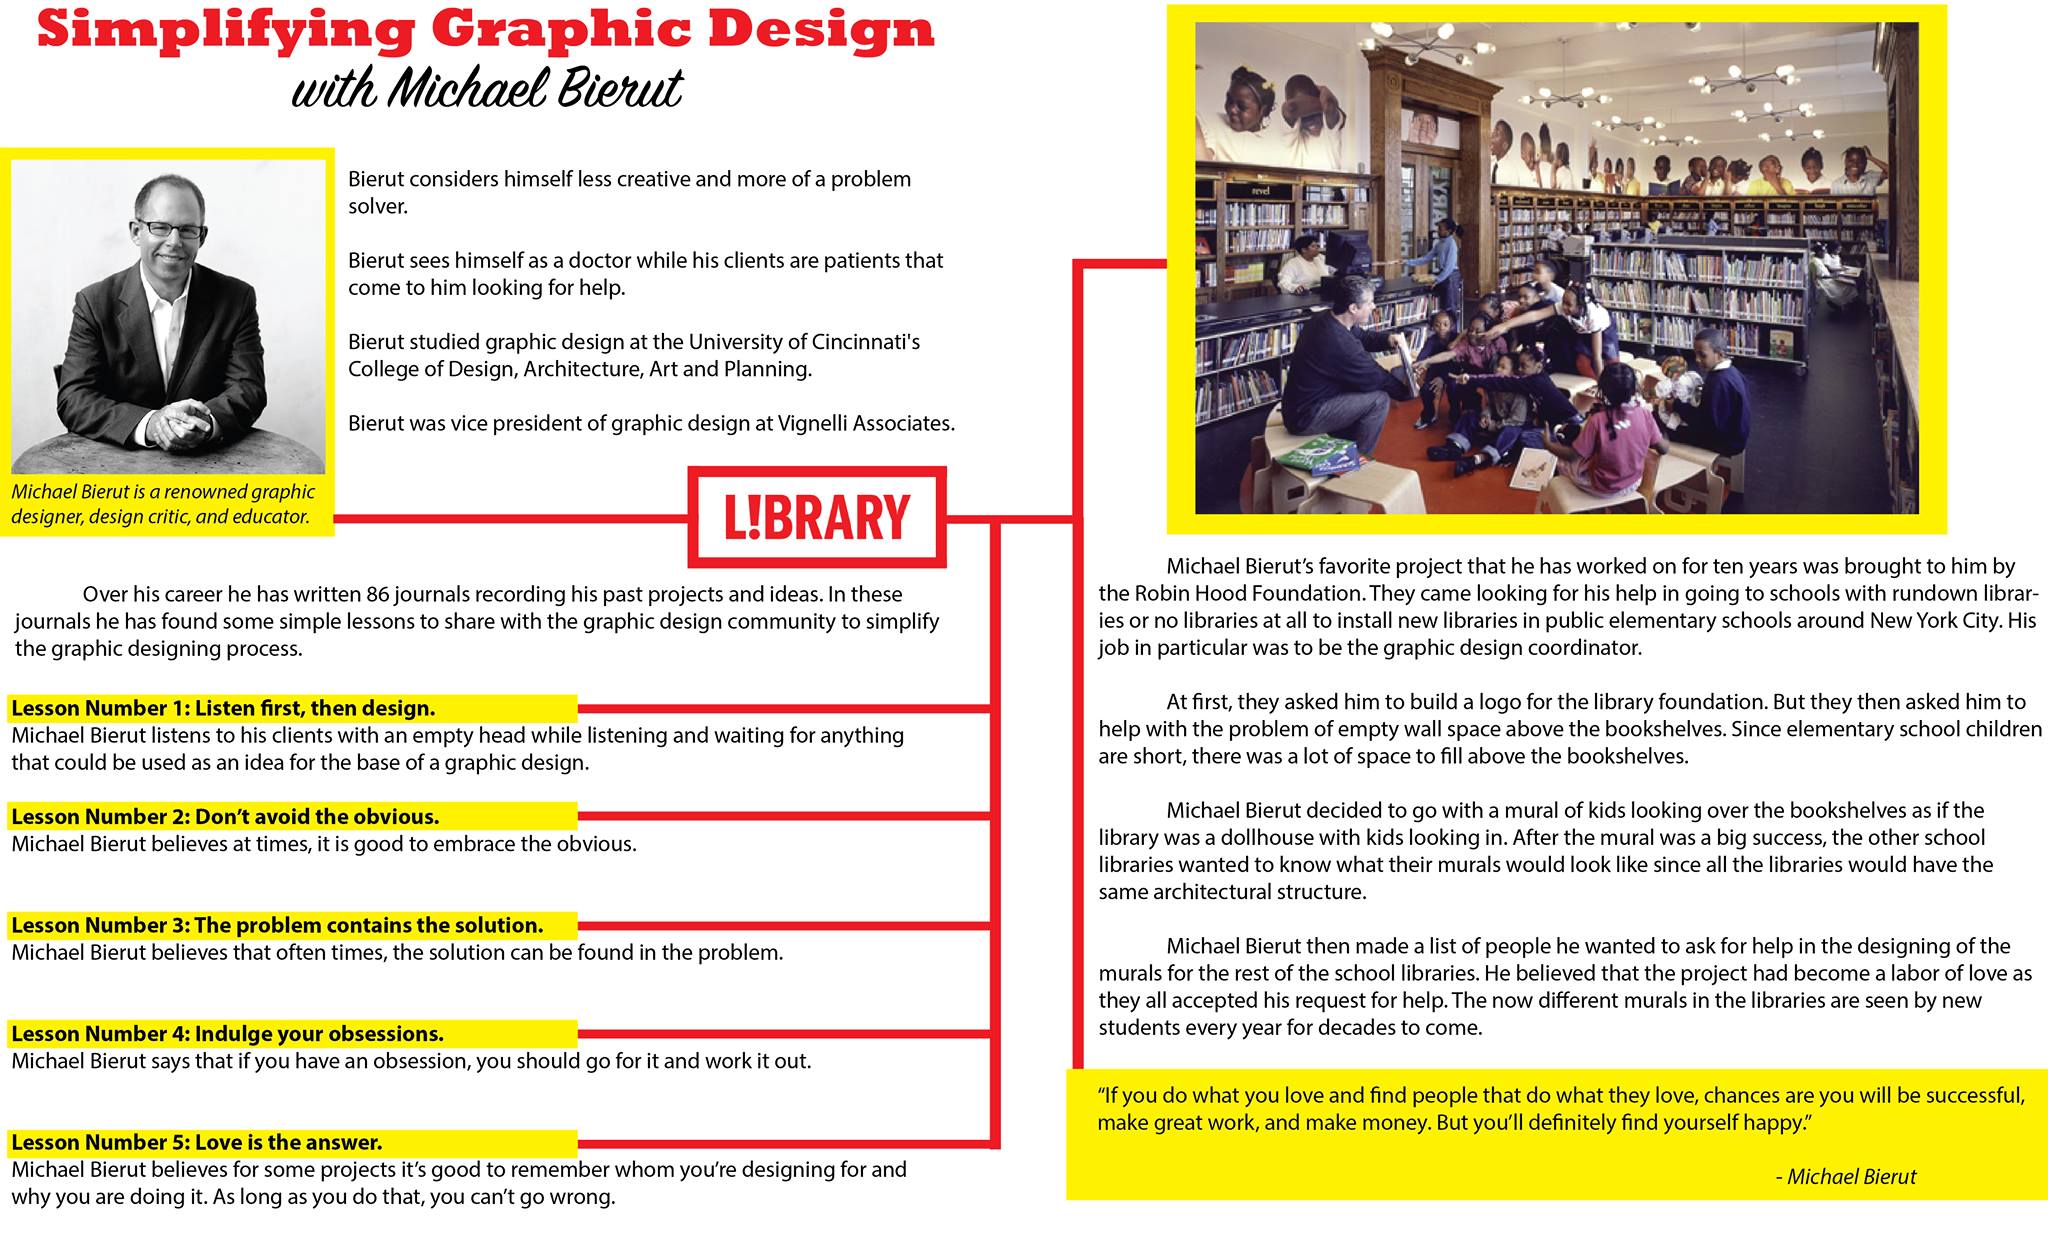 Simplifying Graphic Design
with Michael Bierut
Bierut considers himself less creative and more of a problem
solver.
Bierut sees himself as a doctor while his clients are patients that
come to him looking for help.
Bierut studied graphic design at the University of Cincinnati's
College of Design, Architecture, Art and Planning.
Bierut was vice president of graphic design at Vignelli Associates.
Michael Bierut is a renowned graphic
designer, design critic, and educator.
L!BRARY
Over his career he has written 86 journals recording his past projects and ideas. In these
journals he has found some simple lessons to share with the graphic design community to simplify
the graphic designing process.
Lesson Number 1: Listen first, then design.
Michael Bierut listens to his clients with an empty head while listening and waiting for anything
that could be used as an idea for the base of a graphic design.
Lesson Number 2: Don’t avoid the obvious.
Michael Bierut believes at times, it is good to embrace the obvious.
Lesson Number 3: The problem contains the solution.
Michael Bierut believes that often times, the solution can be found in the problem.
Lesson Number 4: Indulge your obsessions.
Michael Bierut says that if you have an obsession, you should go for it and work it out.
Lesson Number 5: Love is the answer.
Michael Bierut believes for some projects it’s good to remember whom you’re designing for and
why you are doing it. As long as you do that, you can’t go wrong.
revel
Michael Bierut’s favorite project that he has worked on for ten years was brought to him by
the Robin Hood Foundation. They came looking for his help in going to schools with rundown librar-
ies or no libraries at all to install new libraries in public elementary schools around New York City. His
job in particular was to be the graphic design coordinator.
At first, they asked him to build a logo for the library foundation. But they then asked him to
help with the problem of empty wall space above the bookshelves. Since elementary school children
are short, there was a lot of space to fill above the bookshelves.
Michael Bierut decided to go with a mural of kids looking over the bookshelves as if the
library was a dollhouse with kids looking in. After the mural was a big success, the other school
libraries wanted to know what their murals would look like since all the libraries would have the
same architectural structure.
Michael Bierut then made a list of people he wanted to ask for help in the designing of the
murals for the rest of the school libraries. He believed that the project had become a labor of love as
they all accepted his request for help. The now different murals in the libraries are seen by new
students every year for decades to come.
“If you do what you love and find people that do what they love, chances are you will be successful,
make great work, and make money. But you’ll definitely find yourself happy.”
- Michael Bierut